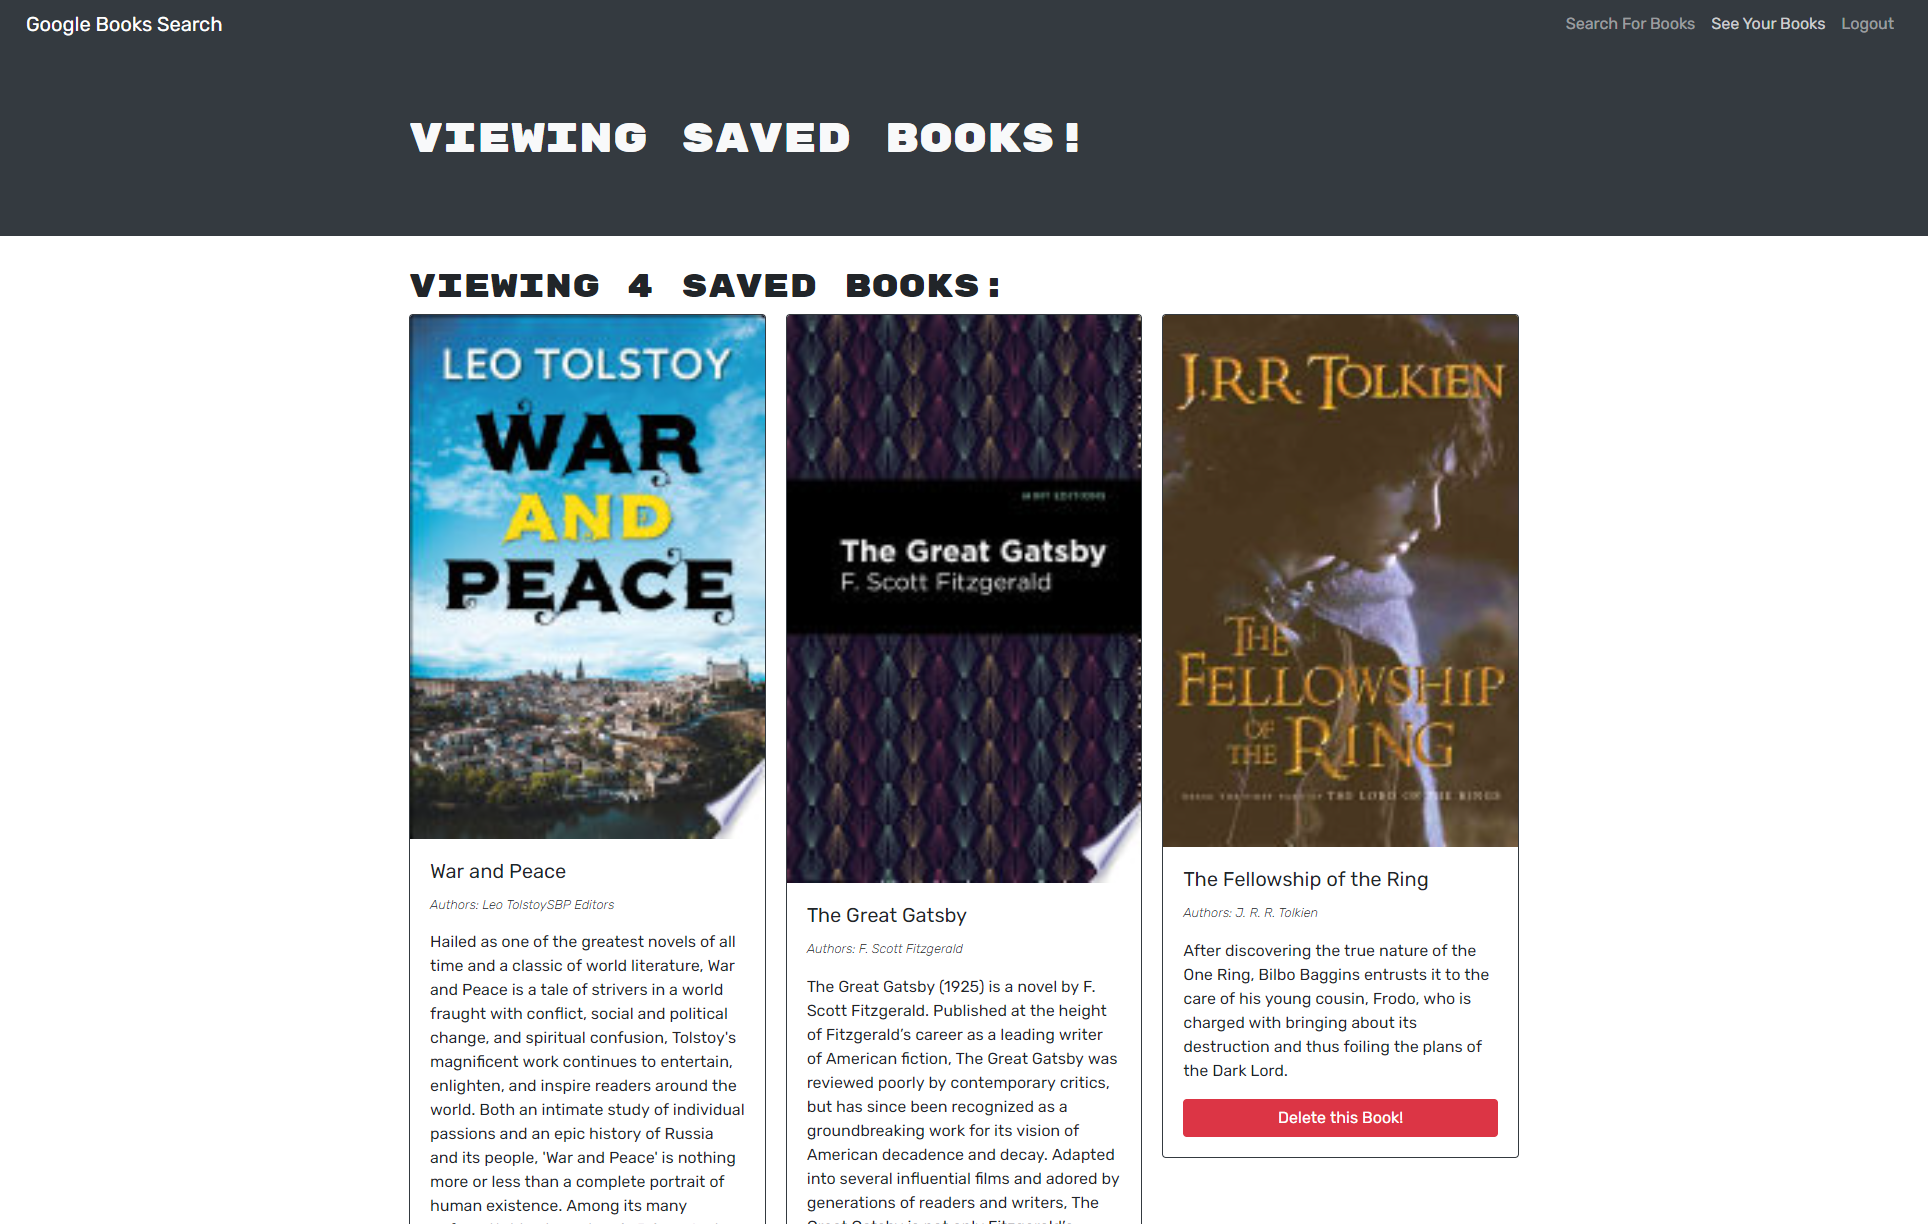 Google Books Search
Search For Books
See Your Books
Logout
VIEWING SAVED BOOKS!
VIEWING 4 SAVED BOOKS:
LEO TOLSTOY
WAR
AND
PEACE
War and Peace
Authors: Leo TolstoySBP Editors
Hailed as one of the greatest novels of all
time and a classic of world literature, War
and Peace is a tale of strivers in a world
fraught with conflict, social and political
change, and spiritual confusion, Tolstoy's
magnificent work continues to entertain,
enlighten, and inspire readers around the
world. Both an intimate study of individual
passions and an epic history of Russia
and its people, 'War and Peace' is nothing
more or less than a complete portrait of
human existence. Among its many
MINT EDITIONS
The Great Gatsby
F. Scott Fitzgerald
The Great Gatsby
Authors: F. Scott Fitzgerald
The Great Gatsby (1925) is a novel by F.
Scott Fitzgerald. Published at the height
of Fitzgerald’s career as a leading writer
of American fiction, The Great Gatsby was
reviewed poorly by contemporary critics,
but has since been recognized as a
groundbreaking work for its vision of
American decadence and decay. Adapted
into several influential films and adored by
generations of readers and writers, The
J.R.R. TOLKIEN
THE
FELLOWSHIP
OF
THE RING
BEING THE FIRST PART OF THE LORD OF THE RINGS
The Fellowship of the Ring
Authors: J. R. R. Tolkien
After discovering the true nature of the
One Ring, Bilbo Baggins entrusts it to the
care of his young cousin, Frodo, who is
charged with bringing about its
destruction and thus foiling the plans of
the Dark Lord.
Delete this Book!